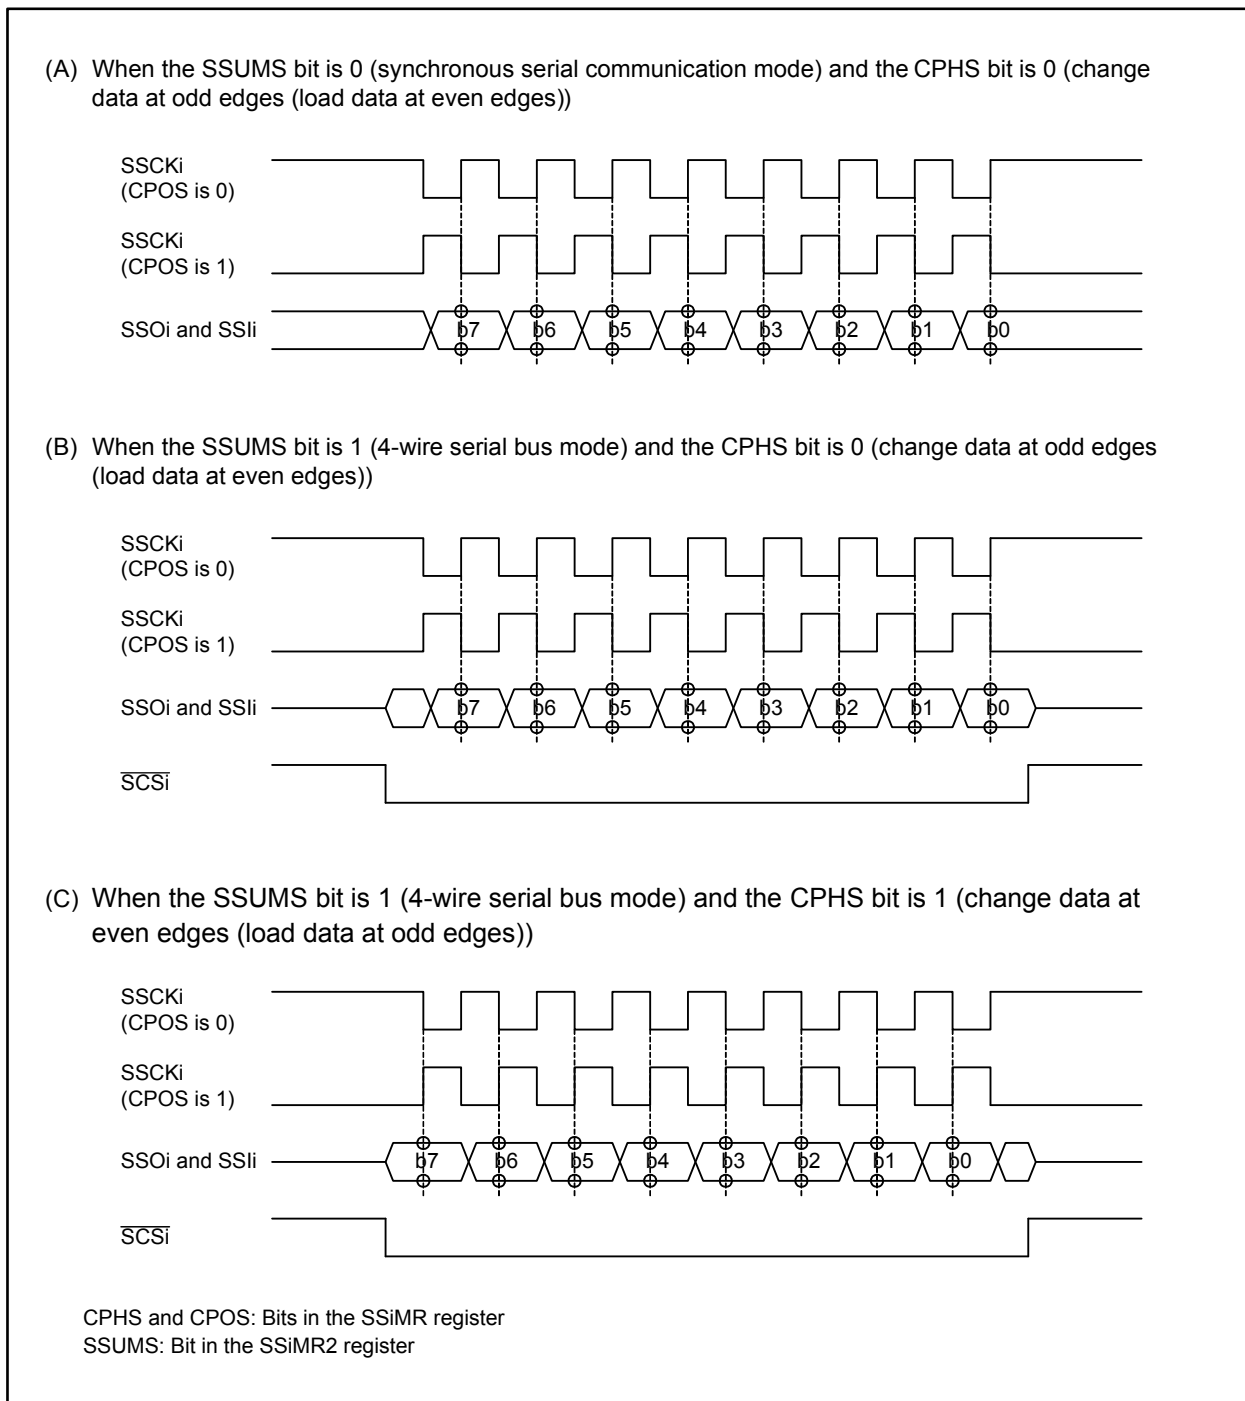 (A) When the SSUMS bit is 0 (synchronous serial communication mode) and the CPHS bit is 0 (change
data at odd edges (load data at even edges))
SSCKi
(CPOS is 0)
SSCKi
(CPOS is 1)
SSOi and SSIi b7 b6 b5 b4 b3 b2 b1 b0
(B) When the SSUMS bit is 1 (4-wire serial bus mode) and the CPHS bit is 0 (change data at odd edges
(load data at even edges))
SSCKi
(CPOS is 0)
SSCKi
(CPOS is 1)
SSOi and SSIi b7 b6 b5 b4 b3 b2 b1 b0
SCSi
(C) When the SSUMS bit is 1 (4-wire serial bus mode) and the CPHS bit is 1 (change data at
even edges (load data at odd edges))
SSCKi
(CPOS is 0)
SSCKi
(CPOS is 1)
SSOi and SSIi b7 b6 b5 b4 b3 b2 b1 b0
SCSi
CPHS and CPOS: Bits in the SSiMR register
SSUMS: Bit in the SSiMR2 register